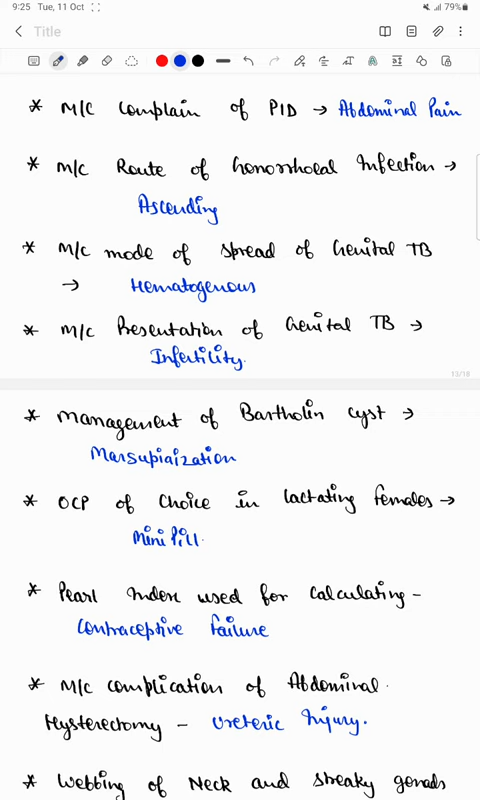 9:25 Tue, 11 Oct 79%
Title
* M/C Complain of PID → Abdominal Pain
* M/C Route of Gonorrhoeal Infection →
Ascending
* M/C mode of spread of Genital TB
→ Hematogenous
* M/C Presentation of Genital TB →
Infertility.
13/18
* Management of Bartholin cyst →
Marsupiaization
* OCP of Choice in lactating females →
Mini Pill.
* Pearl Index used for Calculating -
Contraceptive failure
* M/C complication of Abdominal.
Hysterectomy - Ureteric Injury.
* Webbing of Neck and streaky gonads